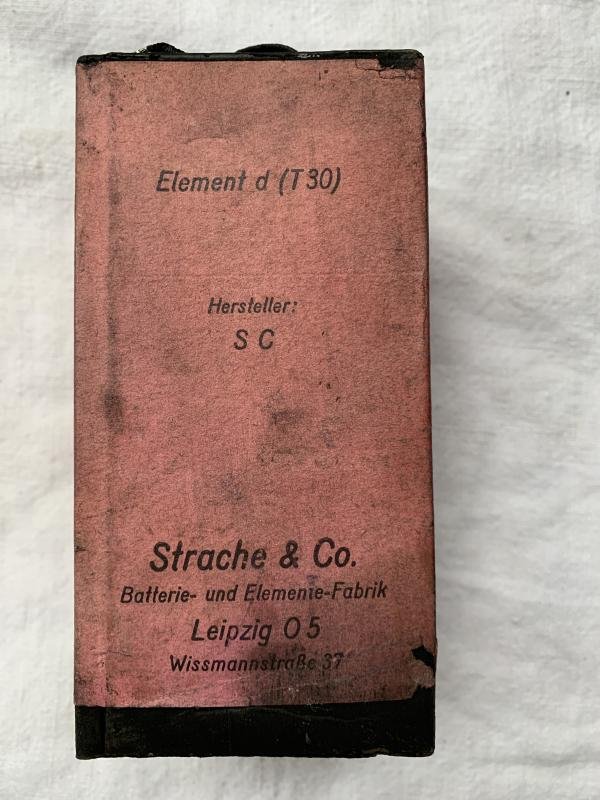 Element d (T30)
Hersteller:
S C
Strache & Co.
Batterie- und Elemente-Fabrik
Leipzig O 5
Wissmannstraße 37